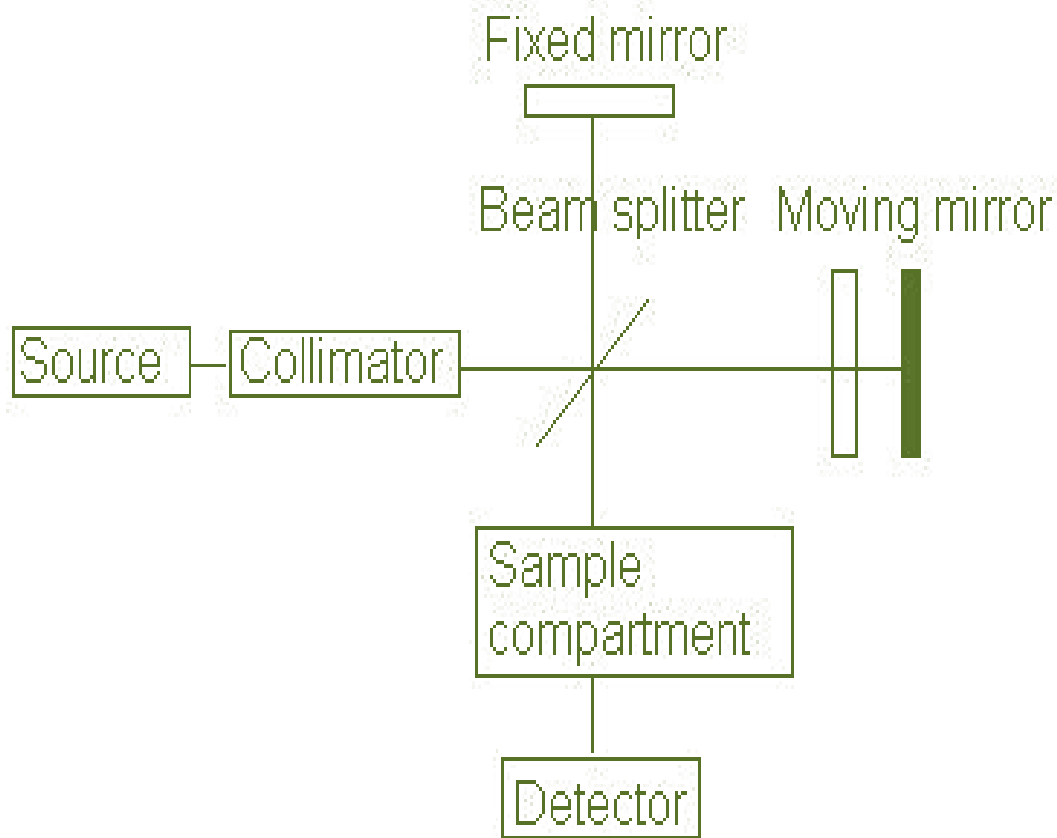 Fixed mirror
Beam splitter
Moving mirror
Source
Collimator
Sample
compartment
Detector